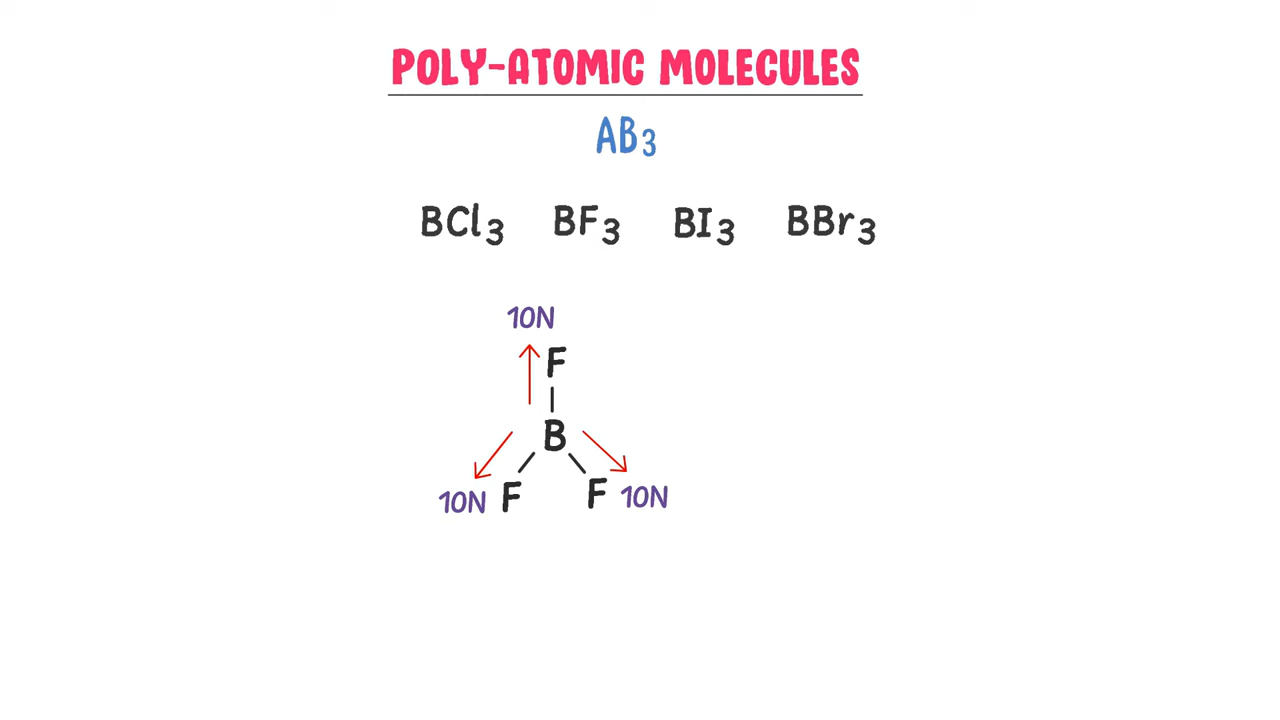 POLY-ATOMIC MOLECULES
AB3
BCl3 BF3 BI3 BBr3
10N
F
B
10N F F 10N